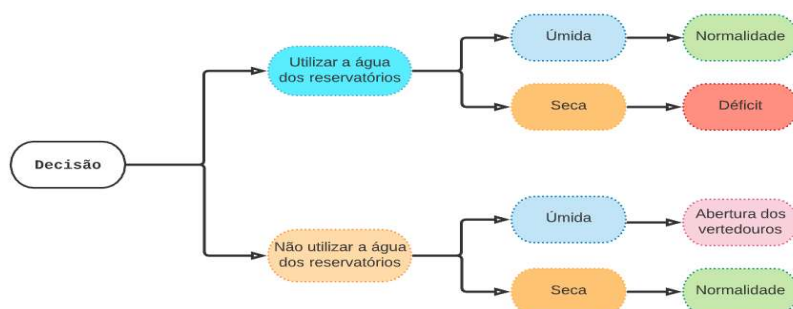 Decisão
Utilizar a água
dos reservatórios
Úmida
Normalidade
Seca
Déficit
Não utilizar a água
dos reservatórios
Úmida
Abertura dos
vertedouros
Seca
Normalidade